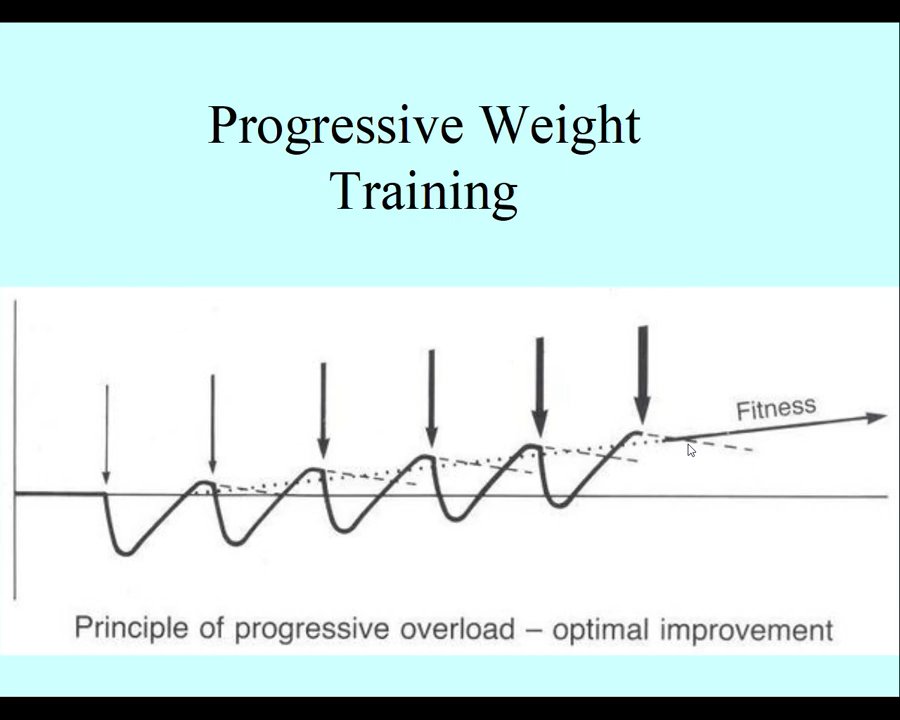 Progressive Weight
Training
Fitness
Principle of progressive overload – optimal improvement